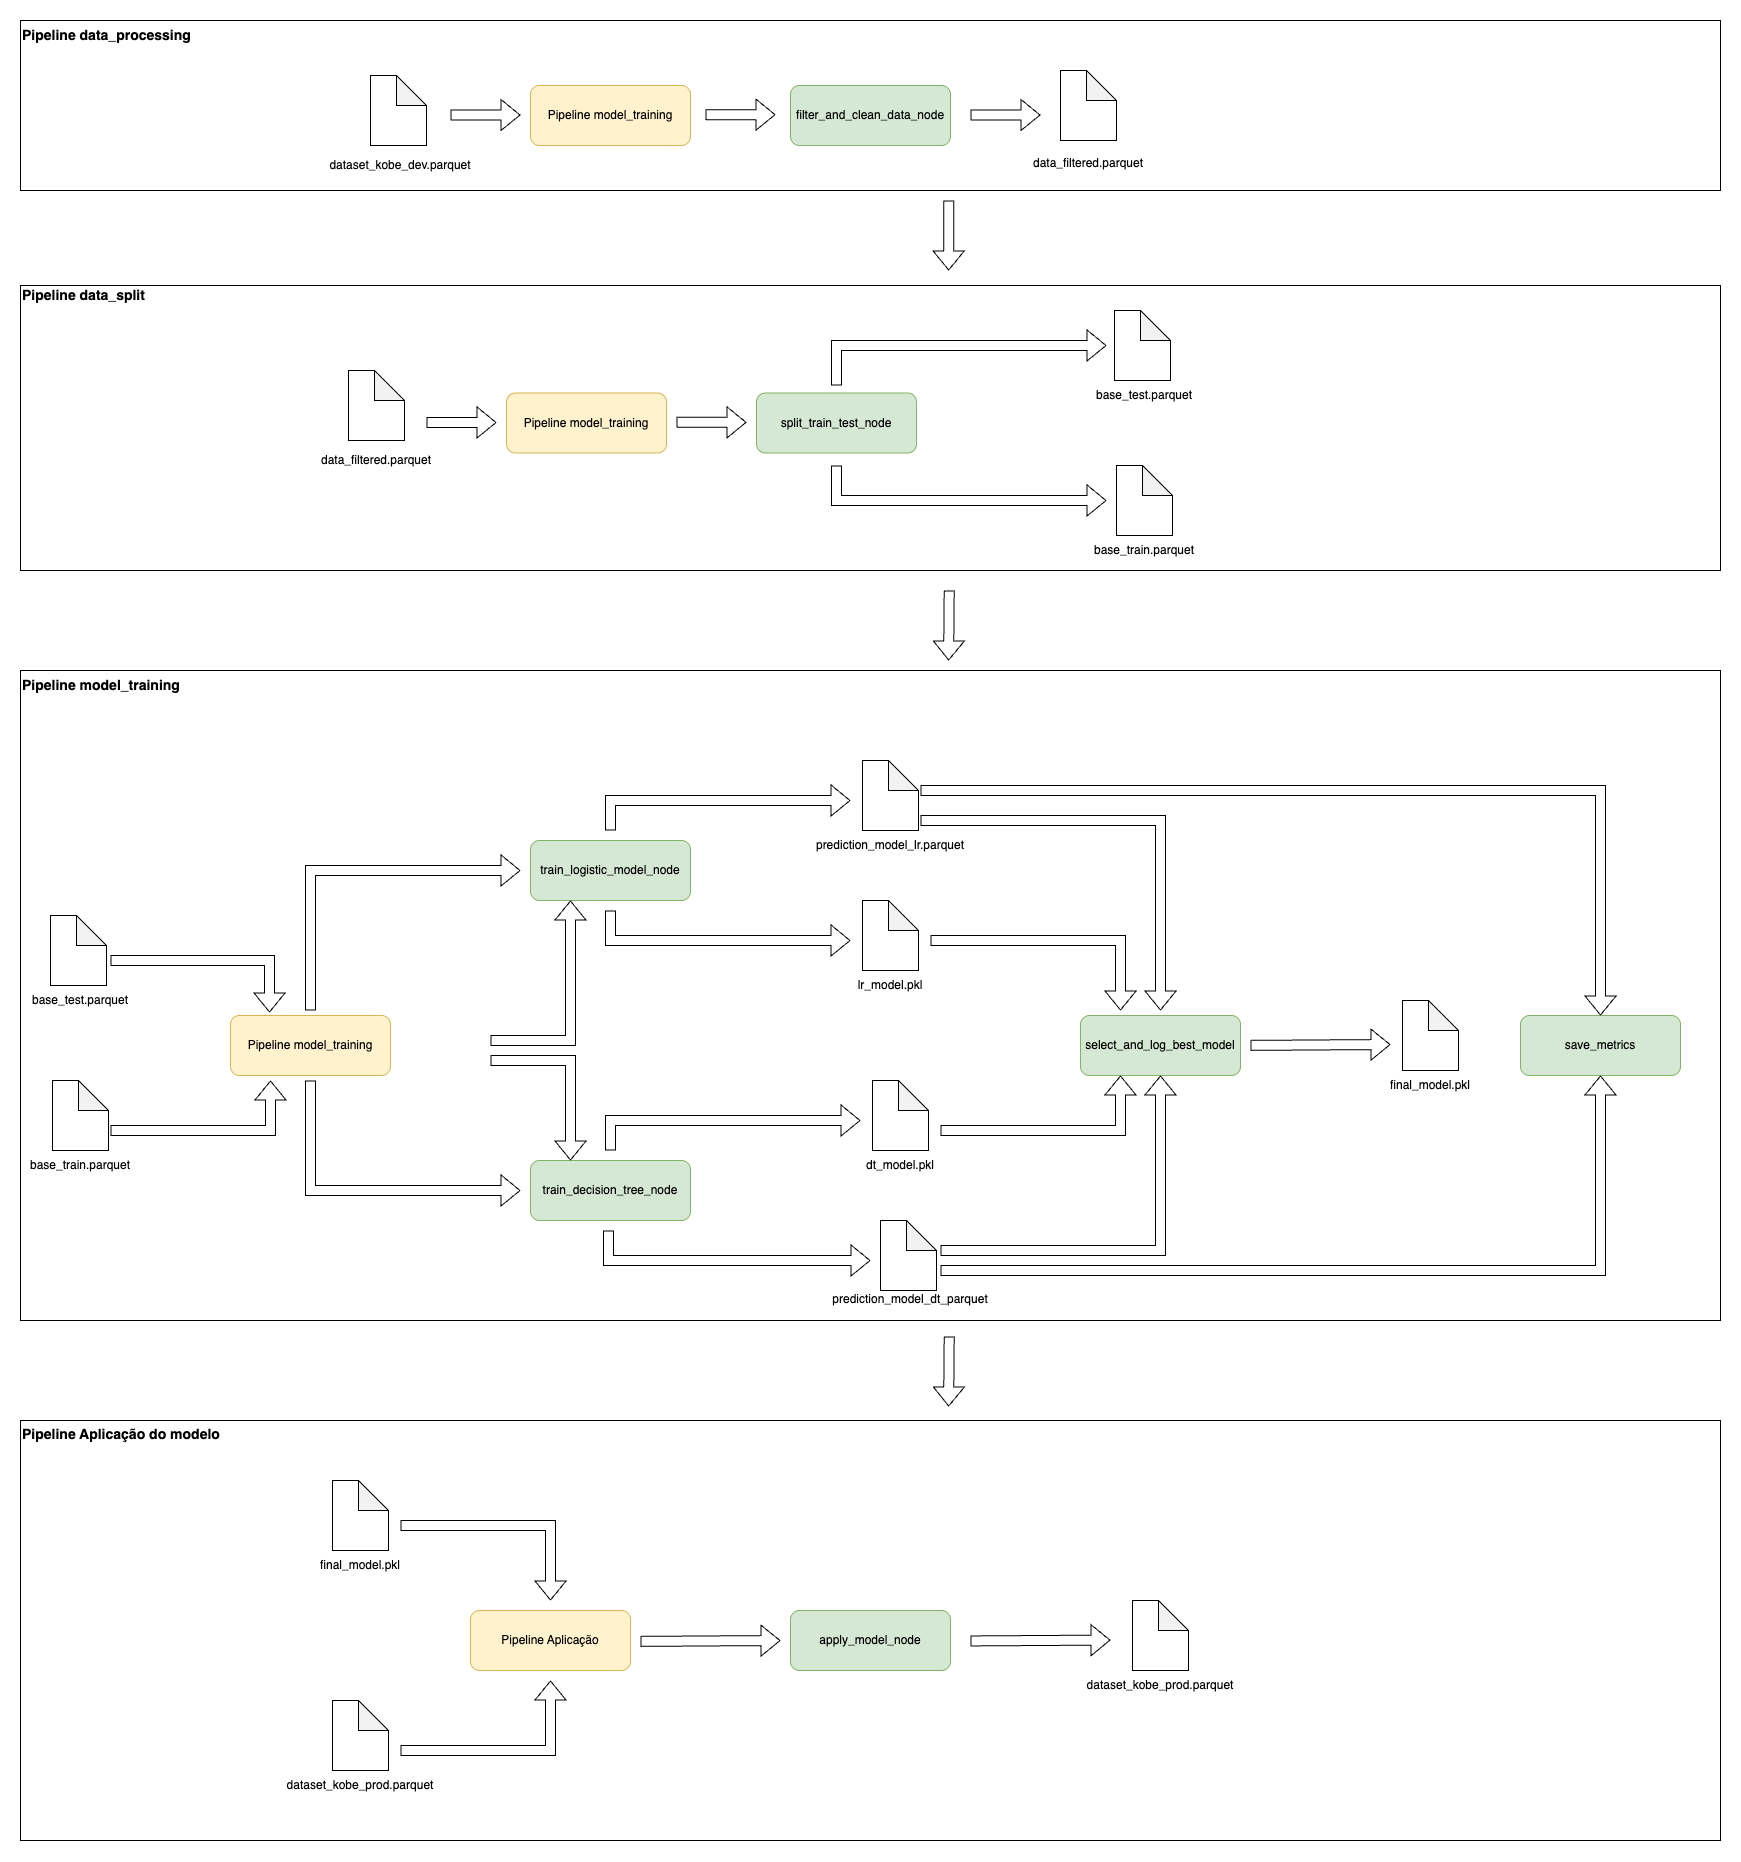 Pipeline data_processing
Pipeline model_training
filter_and_clean_data_node
dataset_kobe_dev.parquet
data_filtered.parquet
Pipeline data_split
base_test.parquet
Pipeline model_training
split_train_test_node
data_filtered.parquet
base_train.parquet
Pipeline model_training
prediction_model_lr.parquet
train_logistic_model_node
lr_model.pkl
base_test.parquet
Pipeline model_training
select_and_log_best_model
save_metrics
final_model.pkl
base_train.parquet
dt_model.pkl
train_decision_tree_node
prediction_model_dt_parquet
Pipeline Aplicação do modelo
final_model.pkl
Pipeline Aplicação
apply_model_node
dataset_kobe_prod.parquet
dataset_kobe_prod.parquet